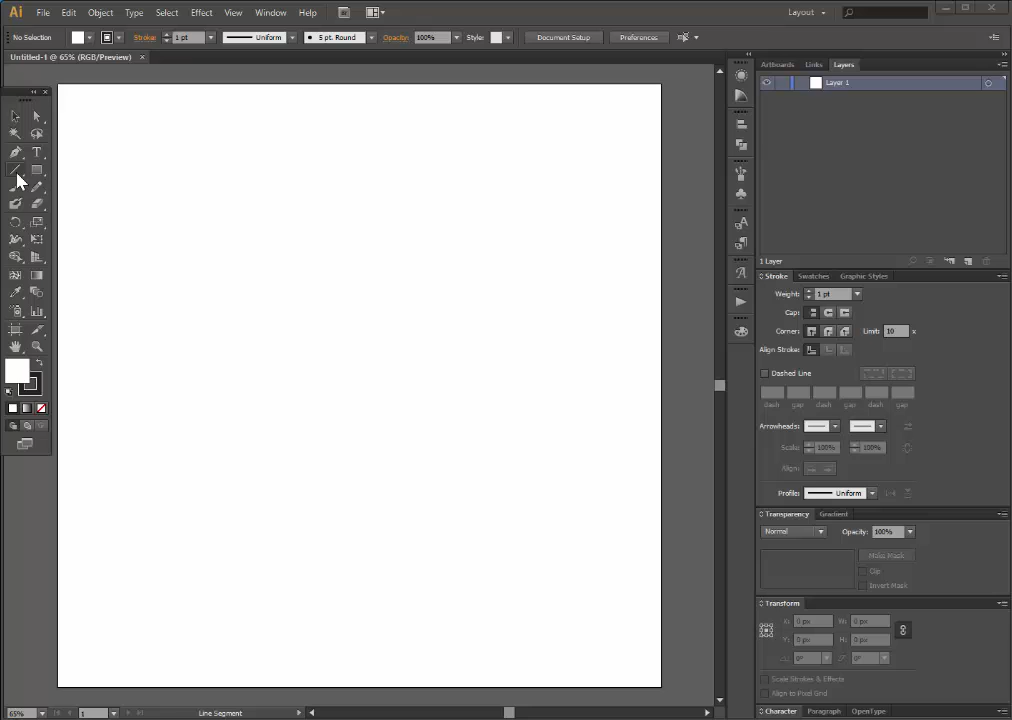 Ai File Edit Object Type Select Effect View Window Help Br Layout
No Selection Stroke: 1 pt Uniform 5 pt. Round Opacity: 100% Style: Document Setup Preferences
Untitled-1 @ 65% (RGB/Preview)
Artboards Links Layers
Layer 1
1 Layer
Stroke Swatches Graphic Styles
Weight: 1 pt
Cap:
Corner: Limit: 10 x
Align Stroke:
Dashed Line
dash gap dash gap dash gap
Arrowheads:
Scale: 100% 100%
Align:
Profile: Uniform
Transparency Gradient
Normal Opacity: 100%
Make Mask
Clip
Invert Mask
Transform
X: 0 px W: 0 px
Y: 0 px H: 0 px
0° 0°
Scale Strokes & Effects
Align to Pixel Grid
Character Paragraph OpenType
65% 1 Line Segment